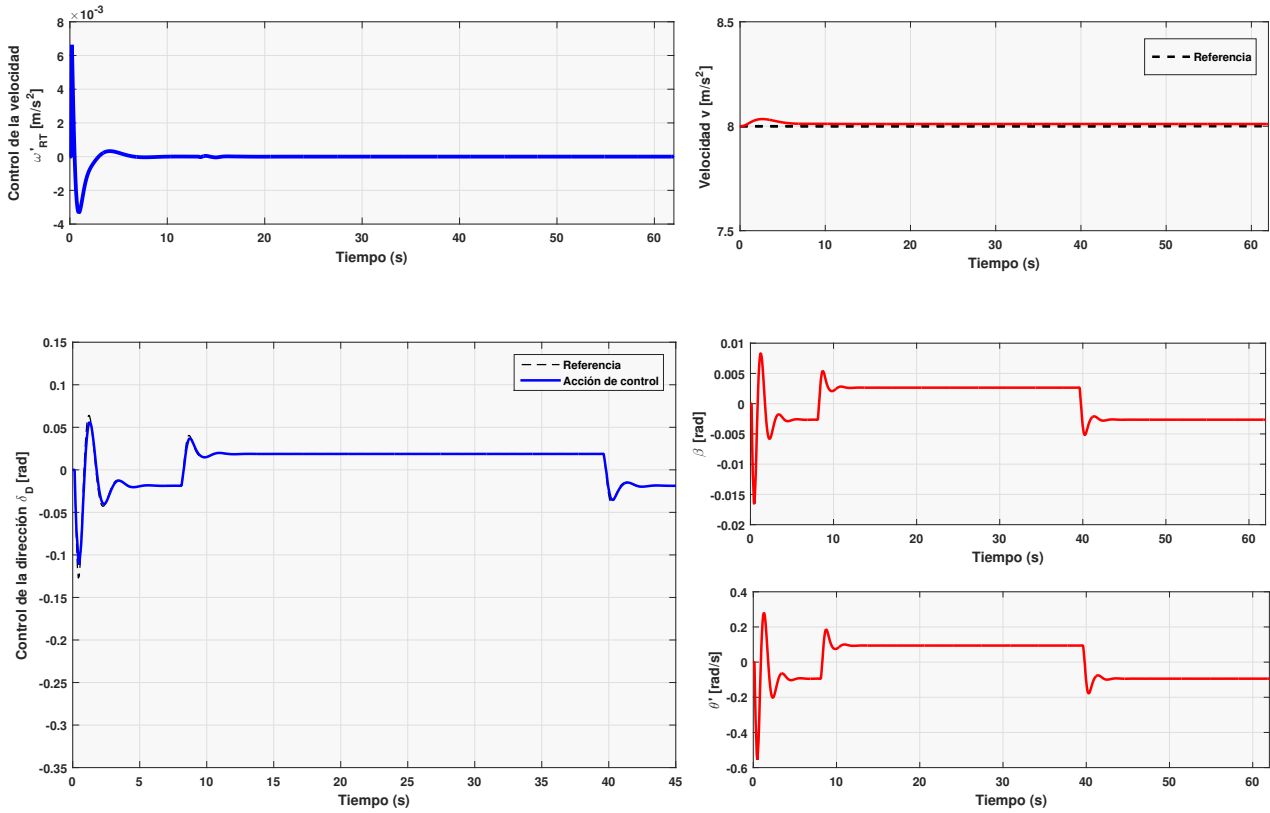 ×10⁻³
8
6
4
2
0
-2
-4
0 10 20 30 40 50 60
Control de la velocidad
ω'_RT [m/s²]
Tiempo (s)
8.5
8
7.5
0 10 20 30 40 50 60
Velocidad v [m/s²]
Tiempo (s)
Referencia
0.15
0.1
0.05
0
-0.05
-0.1
-0.15
-0.2
-0.25
-0.3
-0.35
0 5 10 15 20 25 30 35 40 45
Control de la dirección δ_D [rad]
Tiempo (s)
Referencia
Acción de control
0.01
0.005
0
-0.005
-0.01
-0.015
-0.02
0 10 20 30 40 50 60
β [rad]
Tiempo (s)
0.4
0.2
0
-0.2
-0.4
-0.6
0 10 20 30 40 50 60
θ' [rad/s]
Tiempo (s)